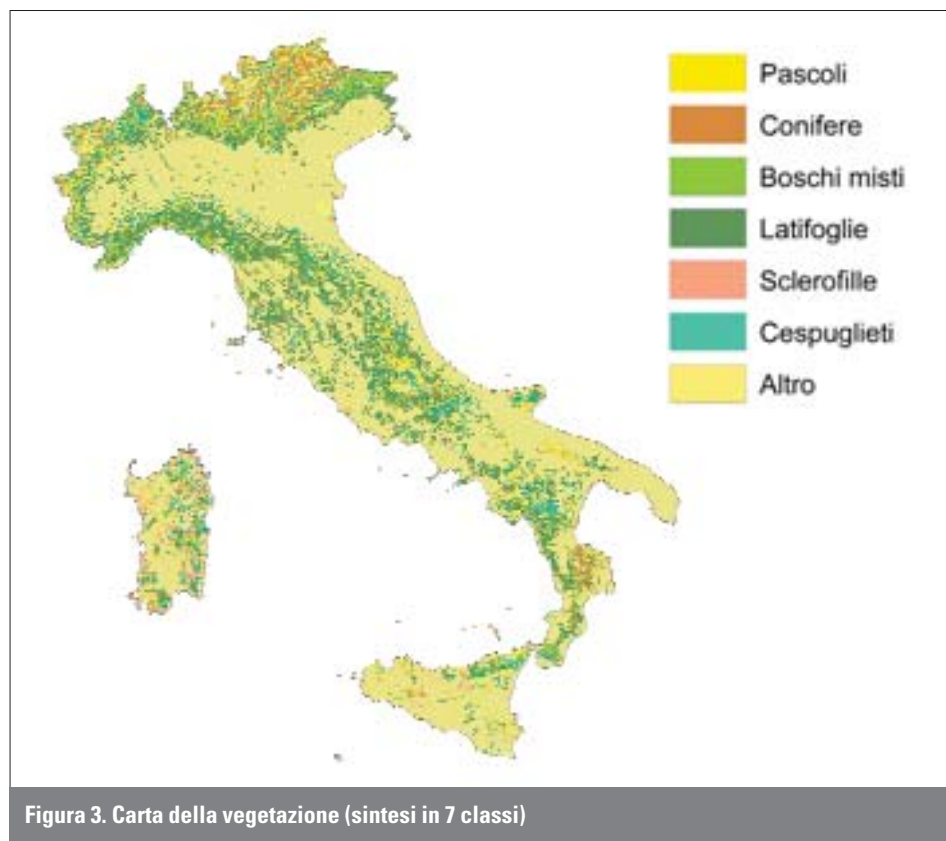 Pascoli
Conifere
Boschi misti
Latifoglie
Sclerofille
Cespuglieti
Altro
Figura 3. Carta della vegetazione (sintesi in 7 classi)